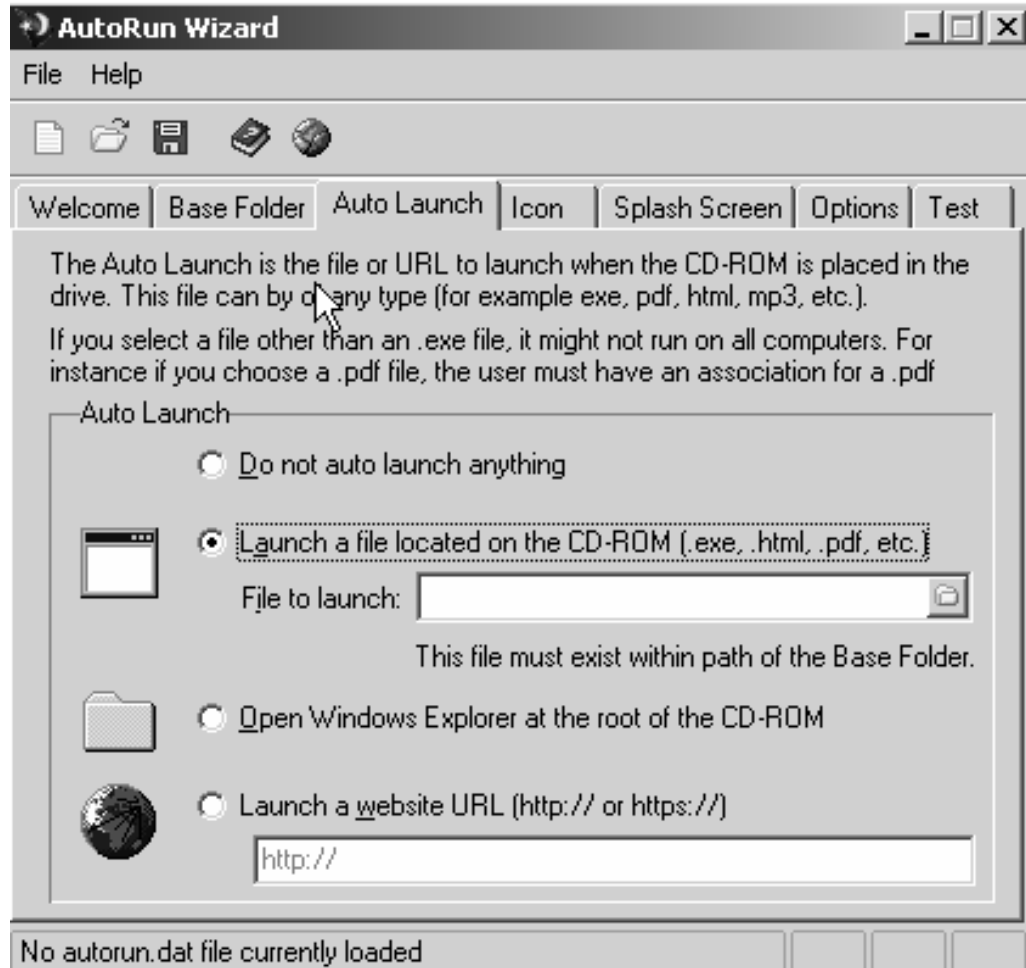 AutoRun Wizard
File Help
Welcome Base Folder Auto Launch Icon Splash Screen Options Test
The Auto Launch is the file or URL to launch when the CD-ROM is placed in the
drive. This file can by of any type (for example exe, pdf, html, mp3, etc.).
If you select a file other than an .exe file, it might not run on all computers. For
instance if you choose a .pdf file, the user must have an association for a .pdf
Auto Launch
Do not auto launch anything
Launch a file located on the CD-ROM (.exe, .html, .pdf, etc.)
File to launch:
This file must exist within path of the Base Folder.
Open Windows Explorer at the root of the CD-ROM
Launch a website URL (http:// or https://)
http://
No autorun.dat file currently loaded